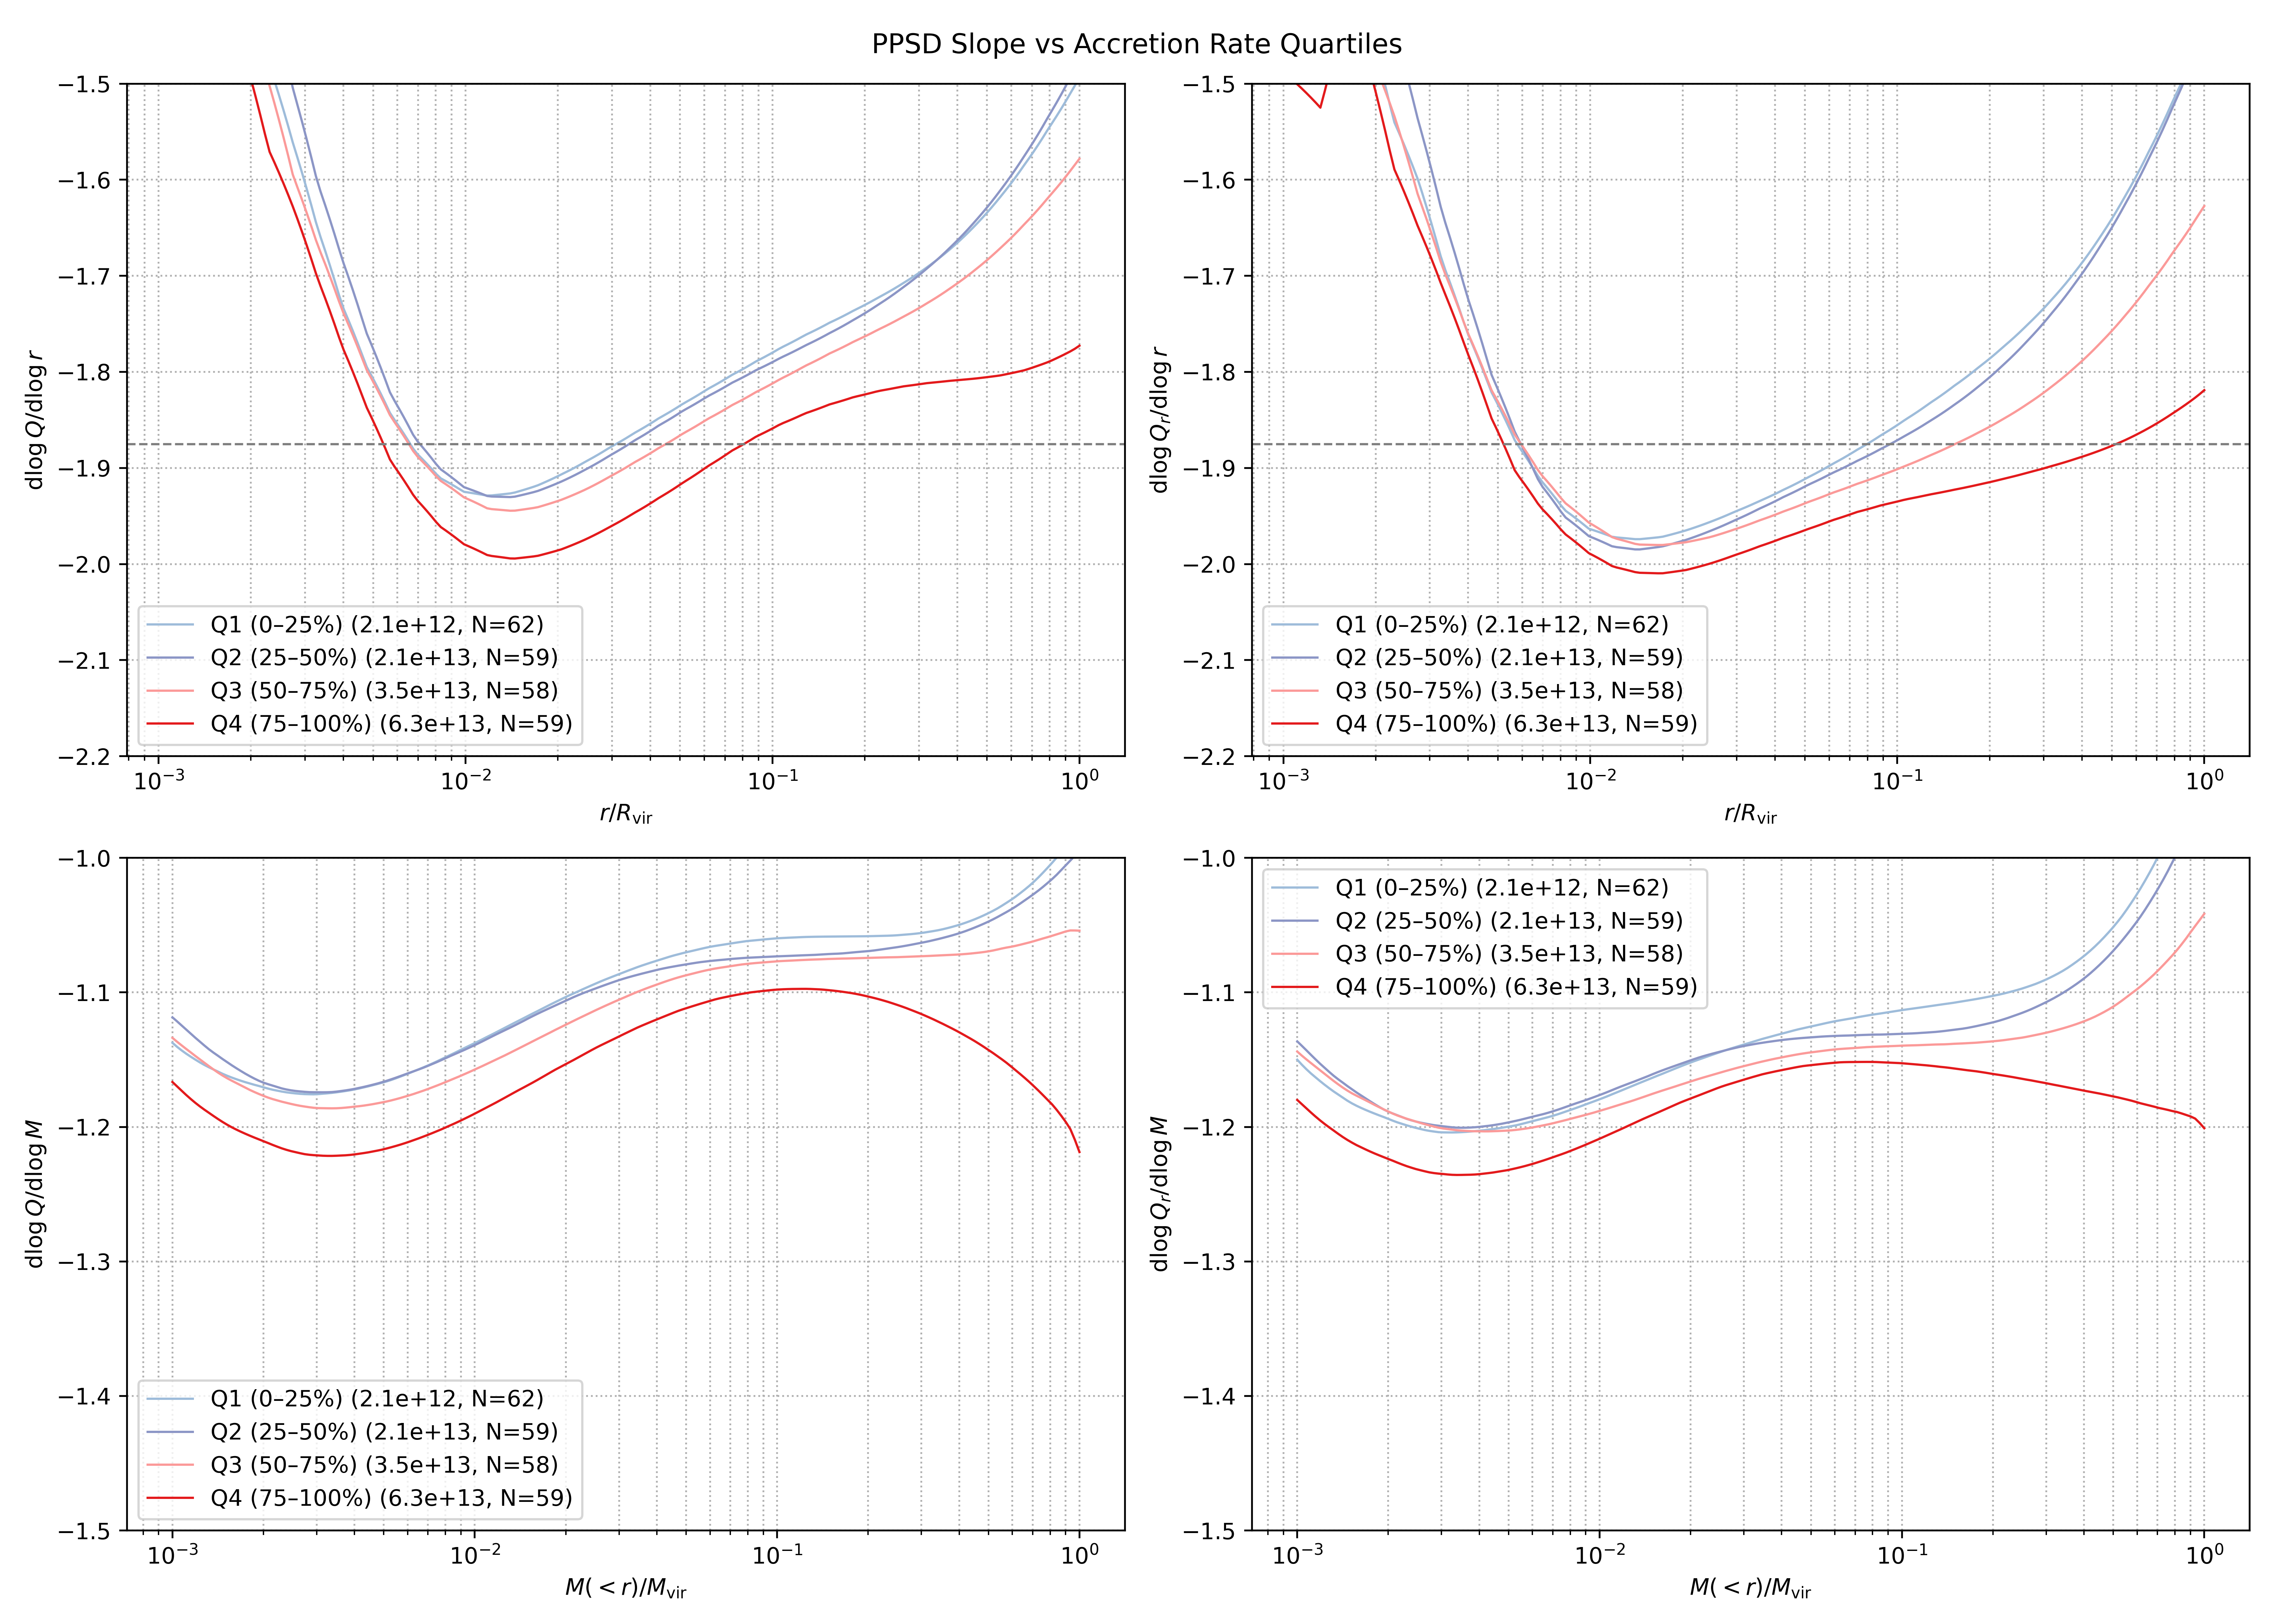 PPSD Slope vs Accretion Rate Quartiles
−1.5
−1.6
−1.7
−1.8
−1.9
−2.0
−2.1
−2.2
dlog Q/dlog r
Q1 (0–25%) (2.1e+12, N=62)
Q2 (25–50%) (2.1e+13, N=59)
Q3 (50–75%) (3.5e+13, N=58)
Q4 (75–100%) (6.3e+13, N=59)
10⁻³ 10⁻² 10⁻¹ 10⁰
r/R_vir
−1.5
−1.6
−1.7
−1.8
−1.9
−2.0
−2.1
−2.2
dlog Q_r/dlog r
Q1 (0–25%) (2.1e+12, N=62)
Q2 (25–50%) (2.1e+13, N=59)
Q3 (50–75%) (3.5e+13, N=58)
Q4 (75–100%) (6.3e+13, N=59)
10⁻³ 10⁻² 10⁻¹ 10⁰
r/R_vir
−1.0
−1.1
−1.2
−1.3
−1.4
−1.5
dlog Q/dlog M
Q1 (0–25%) (2.1e+12, N=62)
Q2 (25–50%) (2.1e+13, N=59)
Q3 (50–75%) (3.5e+13, N=58)
Q4 (75–100%) (6.3e+13, N=59)
10⁻³ 10⁻² 10⁻¹ 10⁰
M(< r)/M_vir
−1.0
−1.1
−1.2
−1.3
−1.4
−1.5
dlog Q_r/dlog M
Q1 (0–25%) (2.1e+12, N=62)
Q2 (25–50%) (2.1e+13, N=59)
Q3 (50–75%) (3.5e+13, N=58)
Q4 (75–100%) (6.3e+13, N=59)
10⁻³ 10⁻² 10⁻¹ 10⁰
M(< r)/M_vir